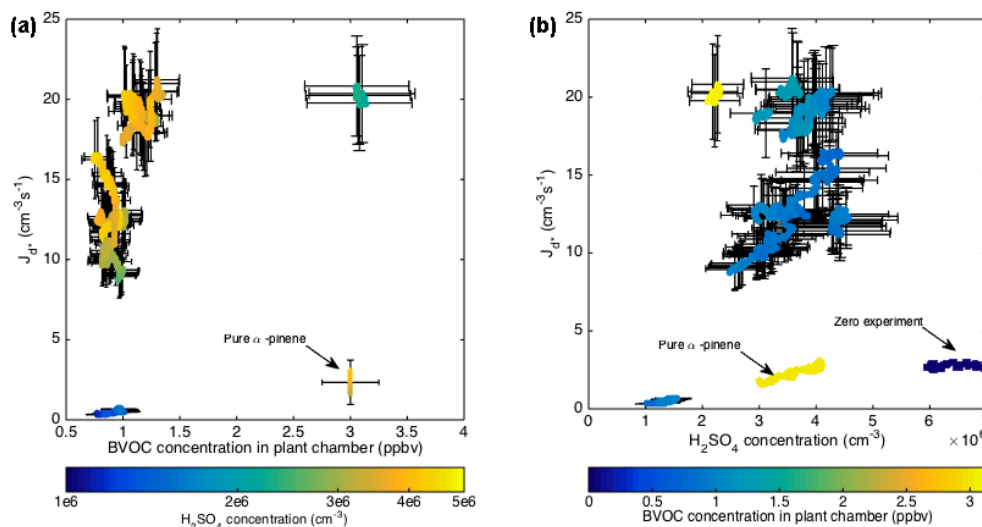 (a)
25
20
15
10
5
0
J_d* (cm⁻³s⁻¹)
Pure α -pinene
0.5 1 1.5 2 2.5 3 3.5 4
BVOC concentration in plant chamber (ppbv)
1e6 2e6 3e6 4e6 5e6
H₂SO₄ concentration (cm⁻³)
(b)
25
20
15
10
5
0
J_d* (cm⁻³s⁻¹)
Zero experiment
Pure α -pinene
0 1 2 3 4 5 6
H₂SO₄ concentration (cm⁻³)
× 10
0 0.5 1 1.5 2 2.5 3
BVOC concentration in plant chamber (ppbv)